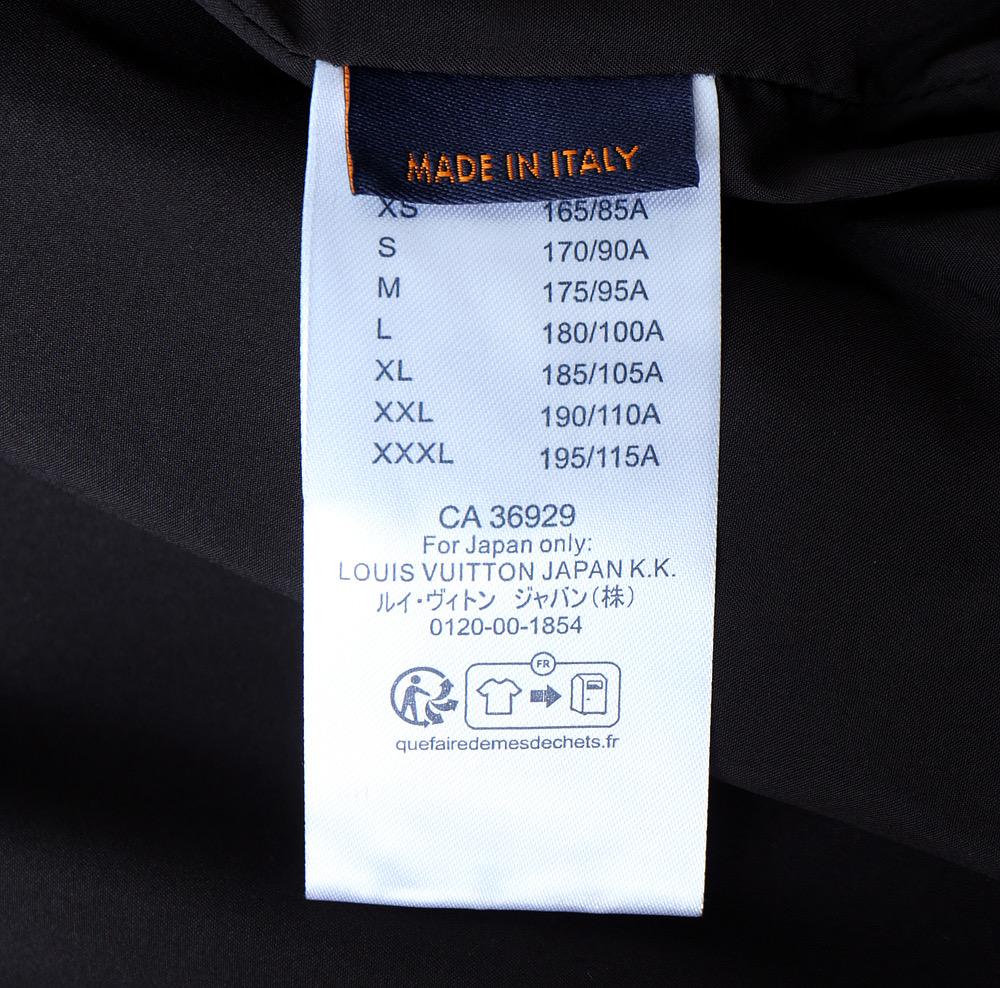 MADE IN ITALY
XS 165/85A
S 170/90A
M 175/95A
L 180/100A
XL 185/105A
XXL 190/110A
XXXL 195/115A
CA 36929
For Japan only:
LOUIS VUITTON JAPAN K.K.
ルイ・ヴィトン ジャパン(株)
0120-00-1854
FR
quefairedemesdechets.fr